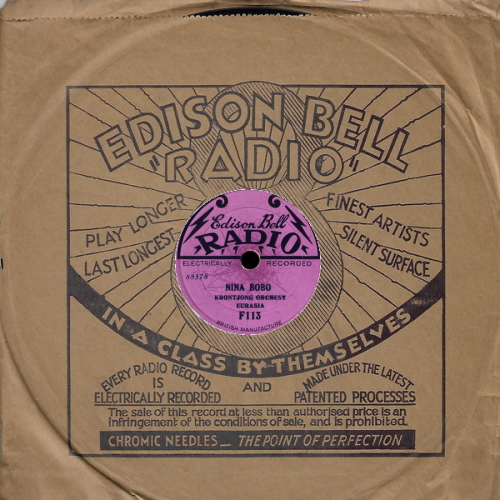 EDISON BELL
"RADIO"
PLAY LONGER
LAST LONGEST
FINEST ARTISTS
SILENT SURFACE
Edison Bell
RADIO
ELECTRICALLY RECORDED
88378
NINA BOBO
KRONTJONG ORCHEST
EURASIA
F113
BRITISH MANUFACTURE
IN A CLASS BY THEMSELVES
EVERY RADIO RECORD
IS
ELECTRICALLY RECORDED
AND
MADE UNDER THE LATEST
PATENTED PROCESSES
The sale of this record at less than authorised price is an
infringement of the conditions of sale, and is prohibited.
CHROMIC NEEDLES_ THE POINT OF PERFECTION